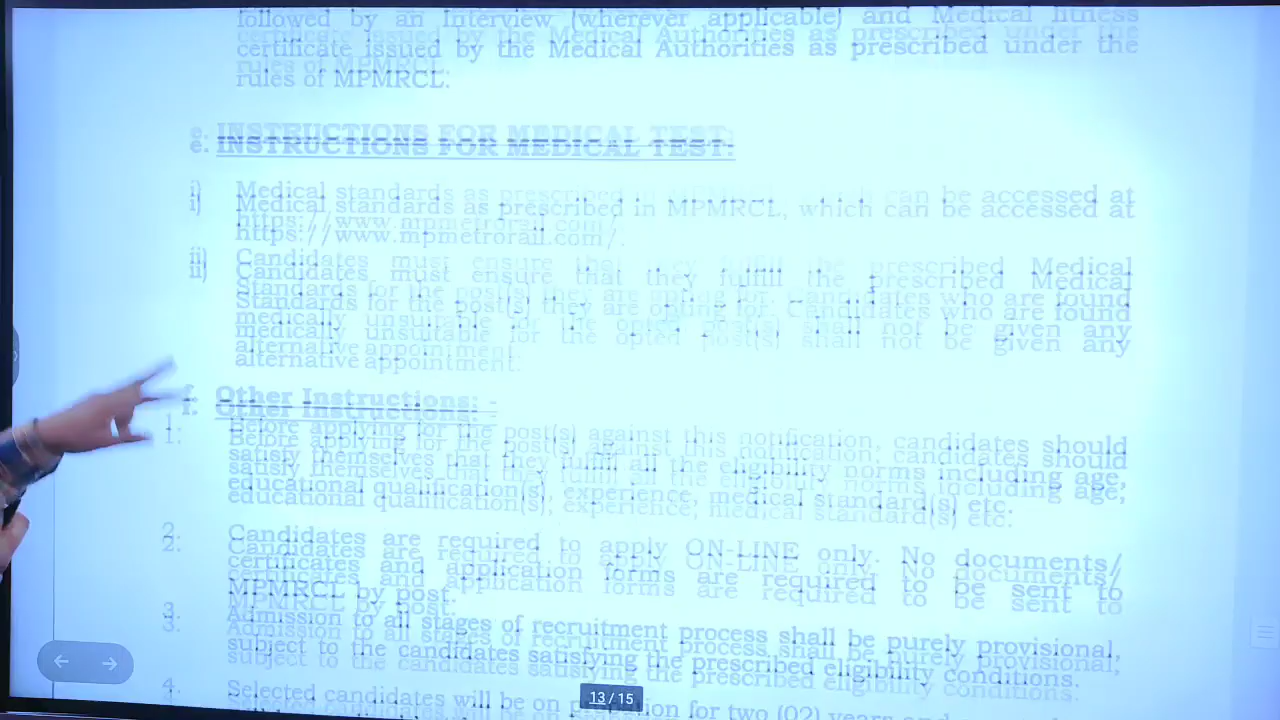 followed by an Interview (wherever applicable) and Medical fitness
certificate issued by the Medical Authorities as prescribed under the
rules of MPMRCL.
e. INSTRUCTIONS FOR MEDICAL TEST:
i) Medical standards as prescribed in MPMRCL, which can be accessed at
https://www.mpmetrorail.com/.
ii) Candidates must ensure that they fulfill the prescribed Medical
Standards for the post(s) they are opting for. Candidates who are found
medically unsuitable for the opted post(s) shall not be given any
alternative appointment.
f. Other Instructions: -
1. Before applying for the post(s) against this notification, candidates should
satisfy themselves that they fulfill all the eligibility norms including age,
educational qualification(s), experience, medical standard(s) etc.
2. Candidates are required to apply ON-LINE only. No documents/
certificates and application forms are required to be sent to
MPMRCL by post.
3. Admission to all stages of recruitment process shall be purely provisional,
subject to the candidates satisfying the prescribed eligibility conditions.
4. Selected candidates will be on probation for two (02) years and
13/15